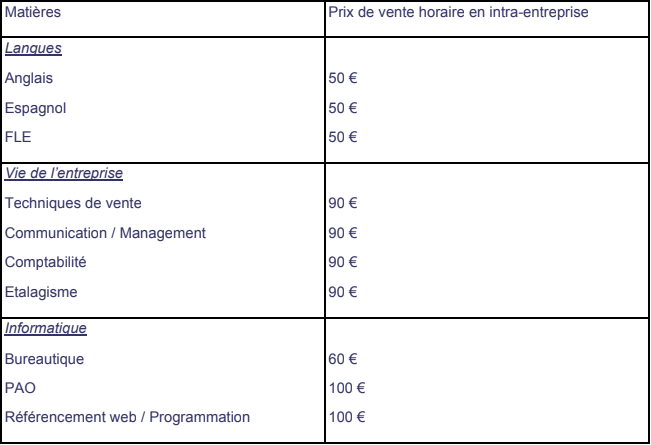 Matières Prix de vente horaire en intra-entreprise
Langues
Anglais 50 €
Espagnol 50 €
FLE 50 €
Vie de l’entreprise
Techniques de vente 90 €
Communication / Management 90 €
Comptabilité 90 €
Etalagisme 90 €
Informatique
Bureautique 60 €
PAO 100 €
Référencement web / Programmation 100 €